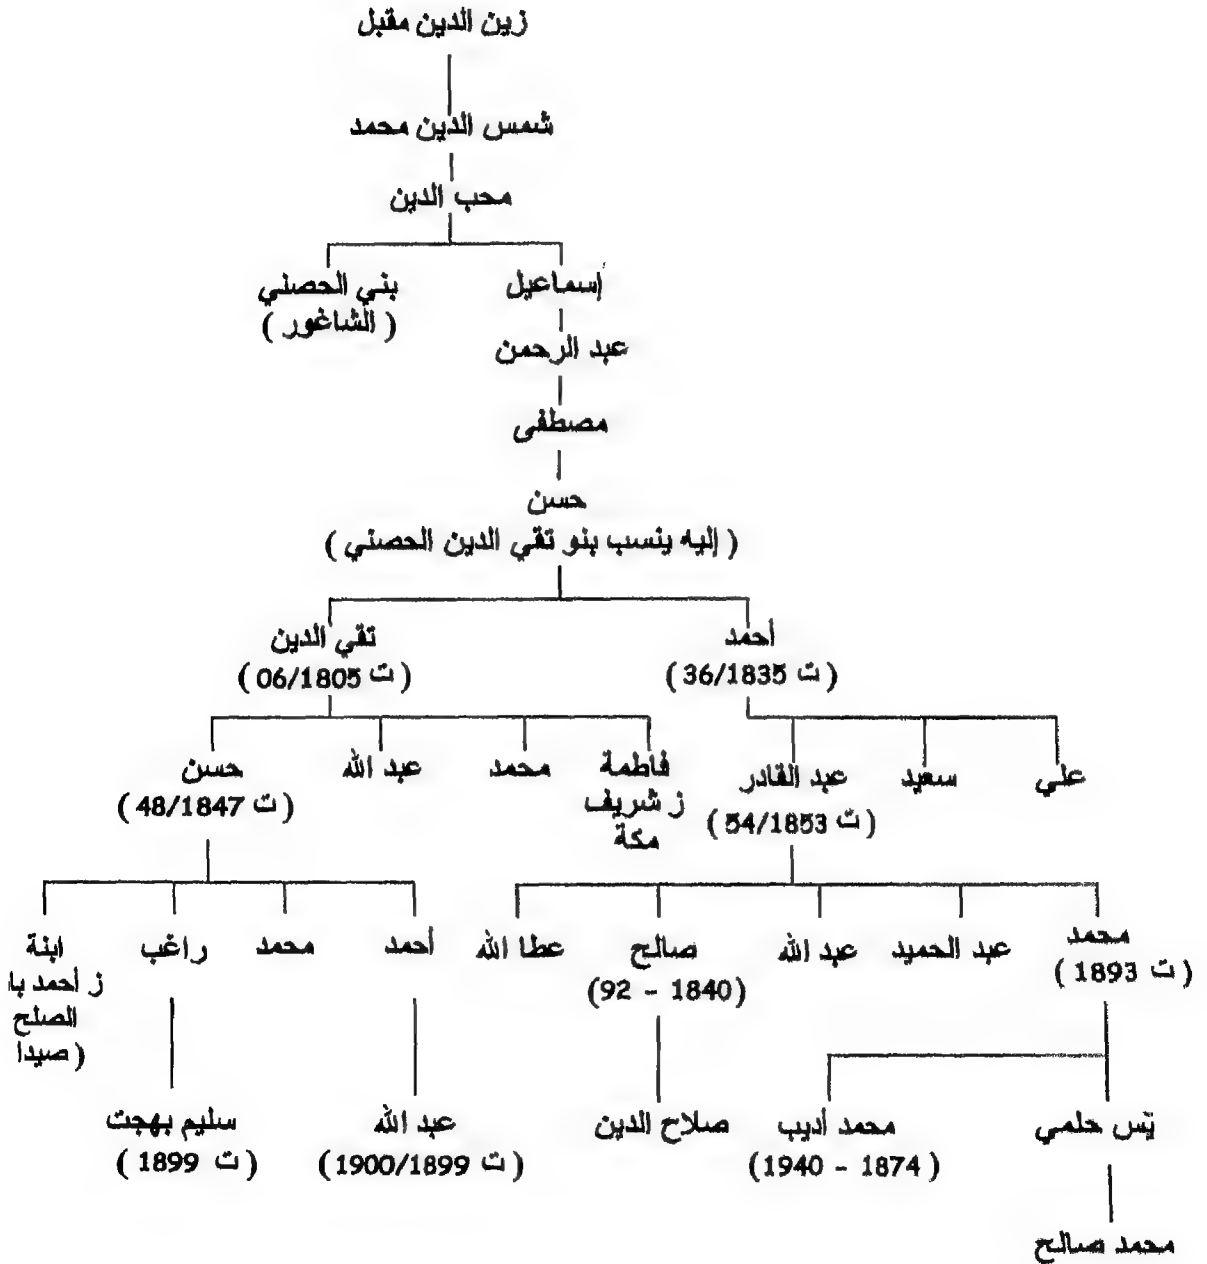 زين الدين مقبل
شمس الدين محمد
محب الدين
إسماعيل
بني الحصني
( الشاغور )
عبد الرحمن
مصطفى
حسن
( إليه ينسب بنو تقي الدين الحصني )
أحمد
( ت 36/1835 )
تقي الدين
( ت 06/1805 )
علي
سعيد
عبد القادر
( ت 54/1853 )
فاطمة
ز شريف
مكة
محمد
عبد الله
حسن
( ت 48/1847 )
محمد
( ت 1893 )
عبد الحميد
عبد الله
صالح
(1840 - 92)
عطا الله
أحمد
محمد
راغب
ابنة
ز أحمد با
الصلح
( صيدا
يس حلمي
محمد أديب
( 1874 - 1940)
صلاح الدين
عبد الله
( ت 1900/1899)
سليم بهجت
( ت 1899 )
محمد صالح